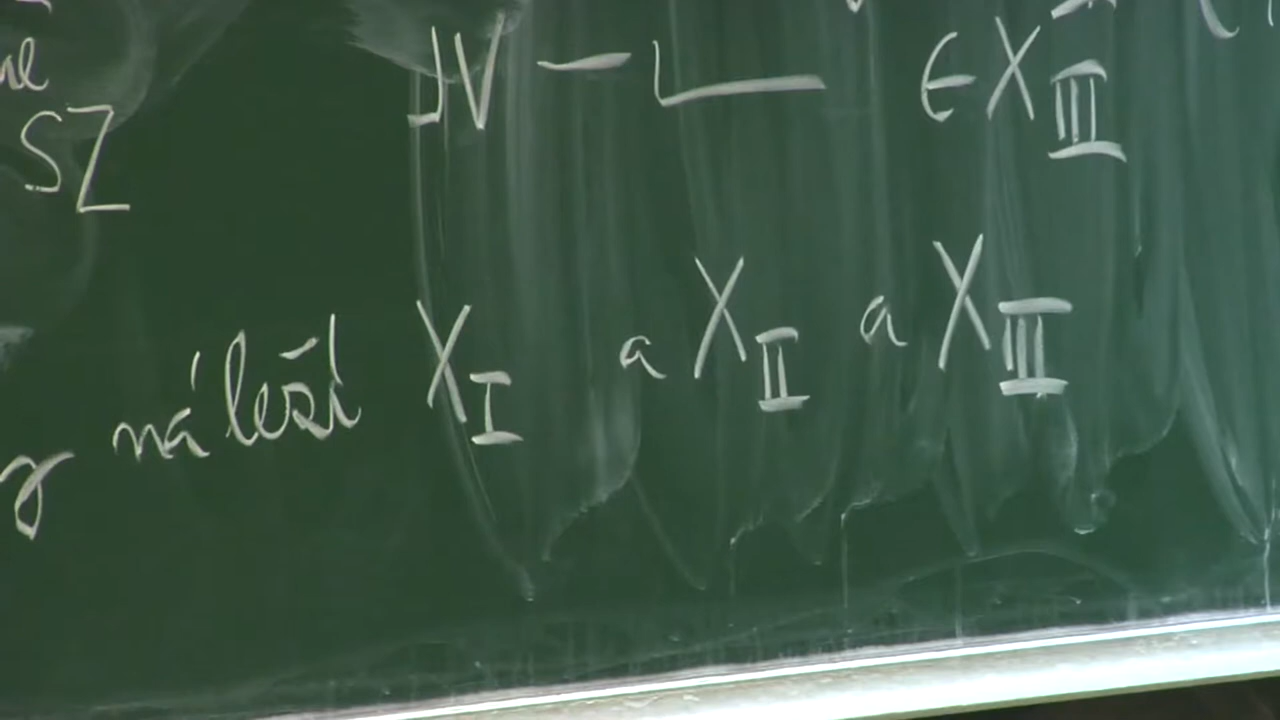 JV – L ∈ X_III
SZ
náleží X_I a X_II a X_III